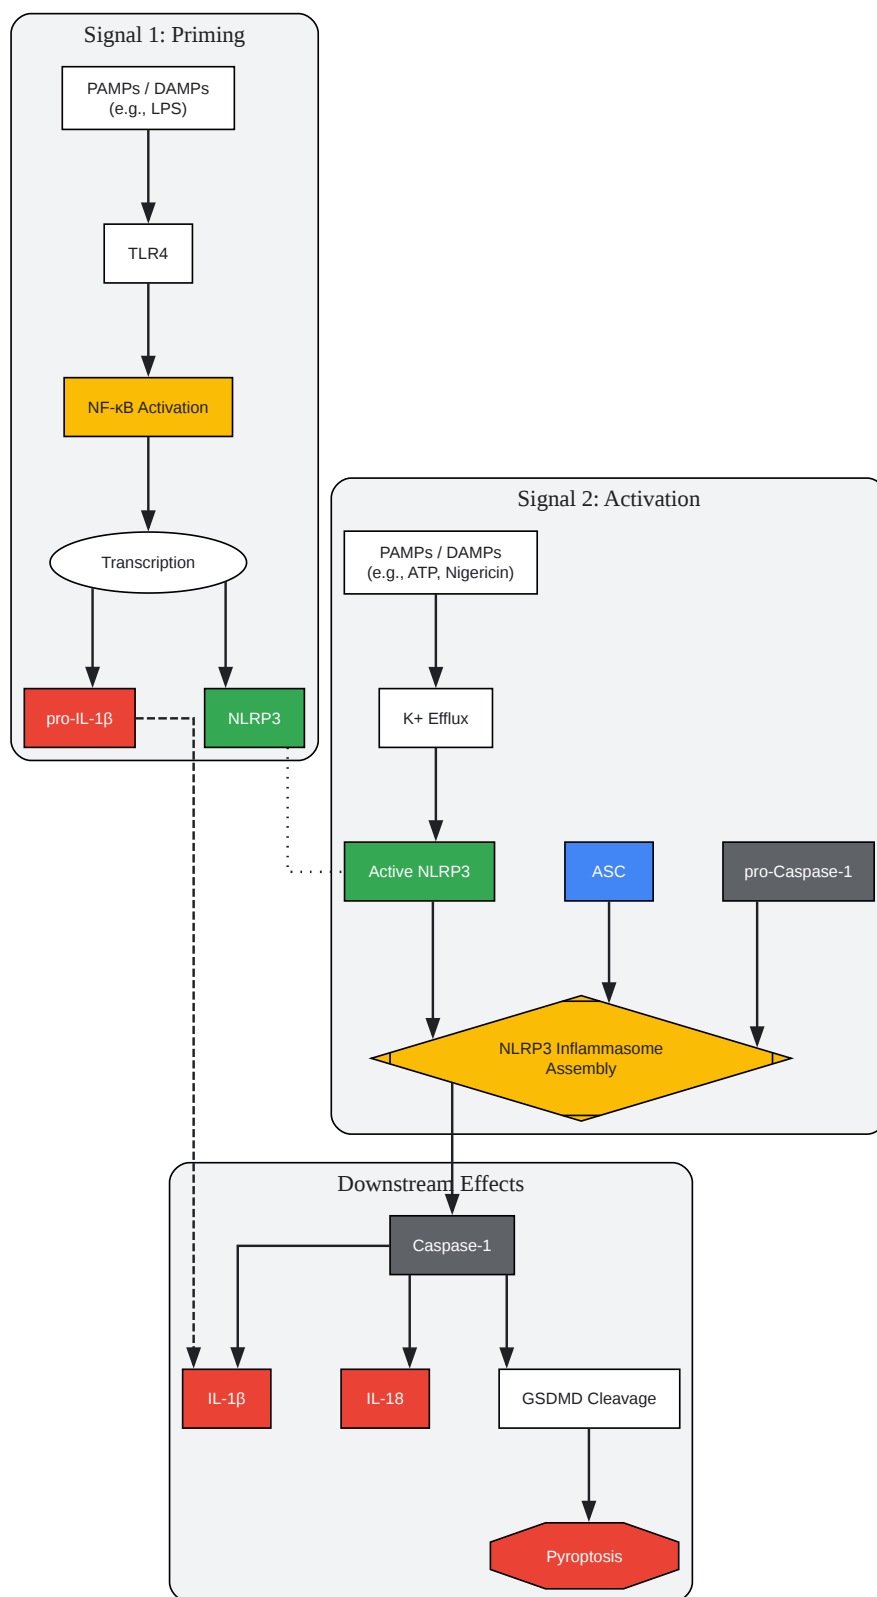 Signal 1: Priming
PAMPs / DAMPs
(e.g., LPS)
TLR4
NF-κB Activation
Transcription
pro-IL-1β
NLRP3
Signal 2: Activation
PAMPs / DAMPs
(e.g., ATP, Nigericin)
K+ Efflux
Active NLRP3
ASC
pro-Caspase-1
NLRP3 Inflammasome
Assembly
Downstream Effects
Caspase-1
IL-1β
IL-18
GSDMD Cleavage
Pyroptosis